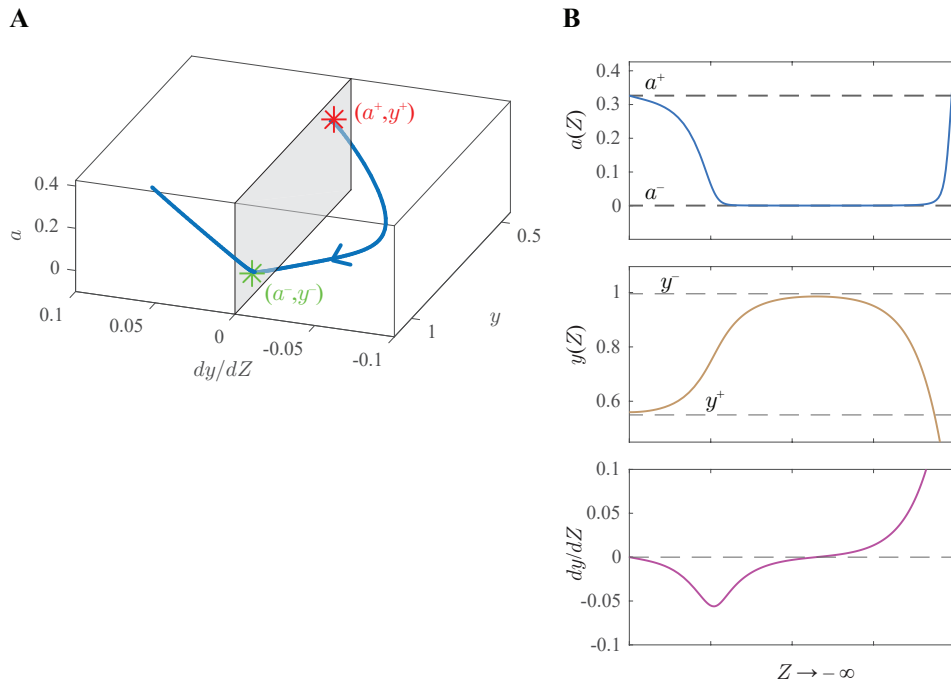 A
0.4
0.2
0
a
0.1
0.05
0
-0.05
-0.1
dy/dZ
1
0.5
y
(a⁺,y⁺)
(a⁻,y⁻)
B
0.4
0.3
0.2
0.1
0
a(Z)
a⁺
a⁻
1
0.8
0.6
y(Z)
y⁻
y⁺
0.1
0.05
0
-0.05
-0.1
dy/dZ
Z → - ∞